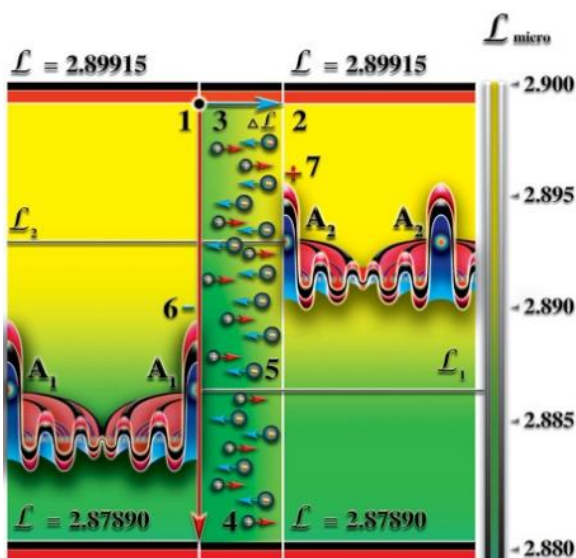 ℒ micro
ℒ = 2.89915
ℒ = 2.89915
2.900
1
3
△ ℒ
2
+ 7
2.895
ℒ₂
A₂
A₂
6 –
2.890
A₁
A₁
5
ℒ₁
2.885
ℒ = 2.87890
4
ℒ = 2.87890
2.880